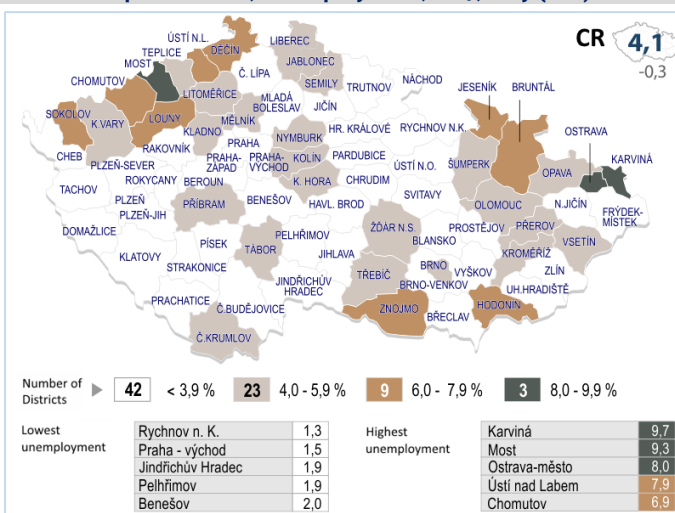 CR 4,1
-0,3
ÚSTÍ N.L.
DĚČÍN
LIBEREC
TEPLICE
JABLONEC
MOST
Č. LÍPA
SEMILY
CHOMUTOV
LITOMĚŘICE
TRUTNOV
NÁCHOD
JESENÍK
BRUNTÁL
SOKOLOV
K.VARY
LOUNY
MĚLNÍK
MLADÁ
BOLESLAV
JIČÍN
KLADNO
NYMBURK
HR. KRÁLOVÉ
RYCHNOV N.K.
OSTRAVA
KARVINÁ
CHEB
RAKOVNÍK
PRAHA
PLZEŇ-SEVER
PRAHA-
ZÁPAD
PRAHA-
VÝCHOD
KOLÍN
PARDUBICE
ÚSTÍ N.O.
ŠUMPERK
OPAVA
TACHOV
ROKYCANY
BEROUN
K. HORA
CHRUDIM
PLZEŇ
PŘÍBRAM
BENEŠOV
HAVL. BROD
SVITAVY
OLOMOUC
N.JIČÍN
FRÝDEK-
MÍSTEK
PLZEŇ-JIH
DOMAŽLICE
PÍSEK
PELHŘIMOV
ŽĎÁR N.S.
PROSTĚJOV
PŘEROV
KLATOVY
TÁBOR
JIHLAVA
BLANSKO
KROMĚŘÍŽ
VSETÍN
STRAKONICE
JINDŘICHŮV
HRADEC
TŘEBÍČ
BRNO
VYŠKOV
ZLÍN
BRNO-VENKOV
UH.HRADIŠTĚ
PRACHATICE
Č.BUDĚJOVICE
ZNOJMO
BŘECLAV
HODONÍN
Č.KRUMLOV
Number of
Districts
42 < 3,9 % 23 4,0 - 5,9 % 9 6,0 - 7,9 % 3 8,0 - 9,9 %
Lowest
unemployment
Rychnov n. K. 1,3
Praha - východ 1,5
Jindřichův Hradec 1,9
Pelhřimov 1,9
Benešov 2,0
Highest
unemployment
Karviná 9,7
Most 9,3
Ostrava-město 8,0
Ústí nad Labem 7,9
Chomutov 6,9